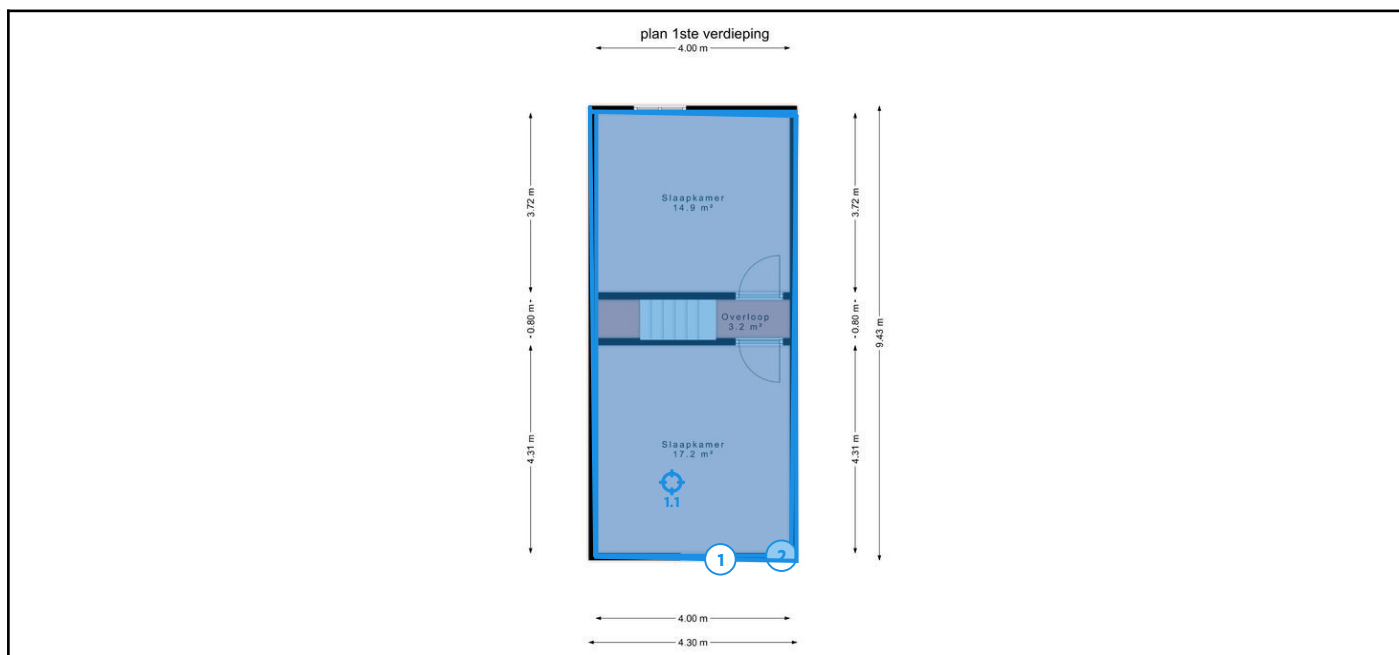 plan 1ste verdieping
4.00 m
3.72 m
Slaapkamer
14.9 m²
3.72 m
0.80 m
Overloop
3.2 m²
0.80 m
9.43 m
4.31 m
Slaapkamer
17.2 m²
4.31 m
1.1
1
2
4.00 m
4.30 m